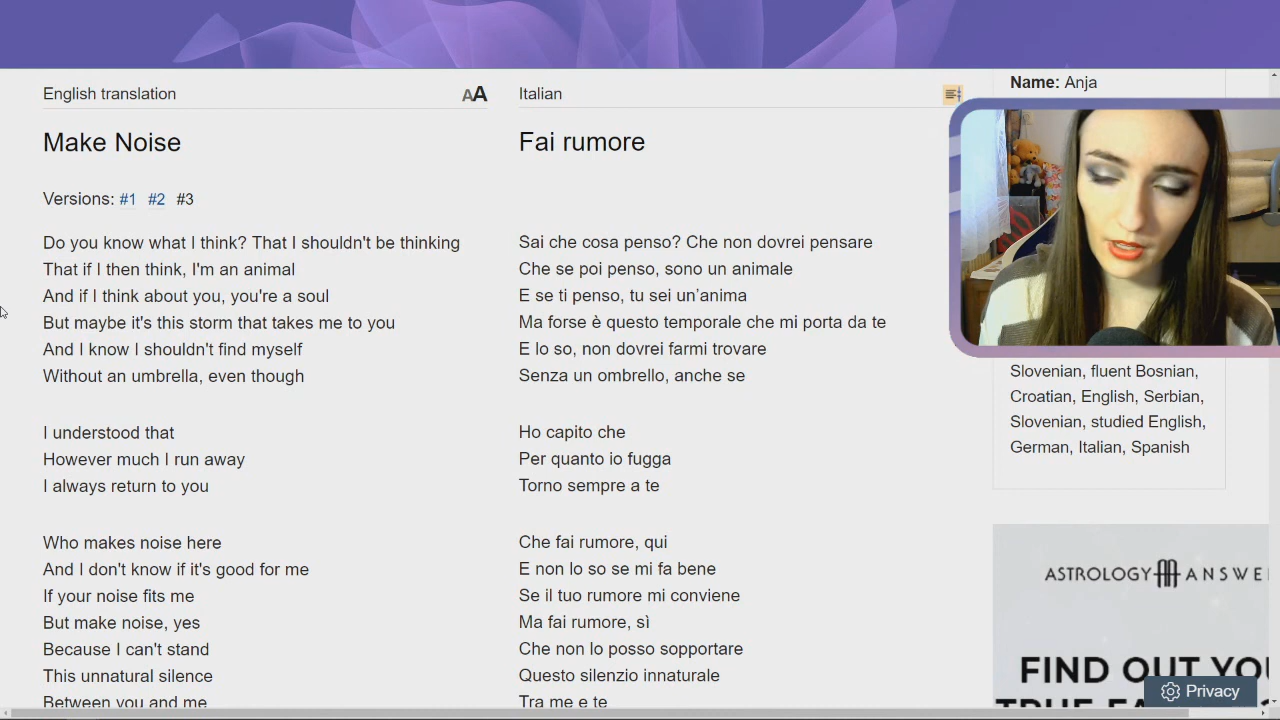 English translation
AA
Make Noise
Versions: #1 #2 #3
Do you know what I think? That I shouldn't be thinking
That if I then think, I'm an animal
And if I think about you, you're a soul
But maybe it's this storm that takes me to you
And I know I shouldn't find myself
Without an umbrella, even though
I understood that
However much I run away
I always return to you
Who makes noise here
And I don't know if it's good for me
If your noise fits me
But make noise, yes
Because I can't stand
This unnatural silence
Between you and me
Italian
Fai rumore
Sai che cosa penso? Che non dovrei pensare
Che se poi penso, sono un animale
E se ti penso, tu sei un’anima
Ma forse è questo temporale che mi porta da te
E lo so, non dovrei farmi trovare
Senza un ombrello, anche se
Ho capito che
Per quanto io fugga
Torno sempre a te
Che fai rumore, qui
E non lo so se mi fa bene
Se il tuo rumore mi conviene
Ma fai rumore, sì
Che non lo posso sopportare
Questo silenzio innaturale
Tra me e te
Name: Anja
Slovenian, fluent Bosnian,
Croatian, English, Serbian,
Slovenian, studied English,
German, Italian, Spanish
ASTROLOGY ANSWE
FIND OUT YOU
Privacy